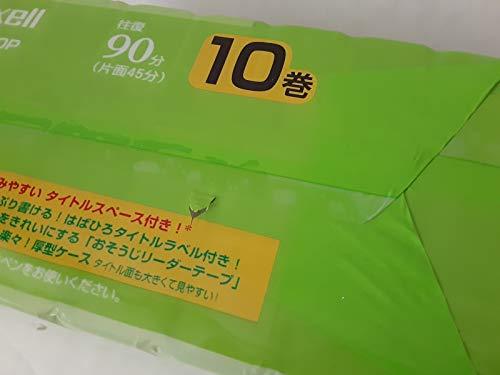 xell
OP
往復
90分
(片面45分)
10巻
みやすい タイトルスペース付き!*
ぷり書ける!はばひろタイトルラベル付き!
をきれいにする「おそうじリーダーテープ」
楽々!厚型ケース タイトル面も大きくて見やすい!
ペンをお使いください。